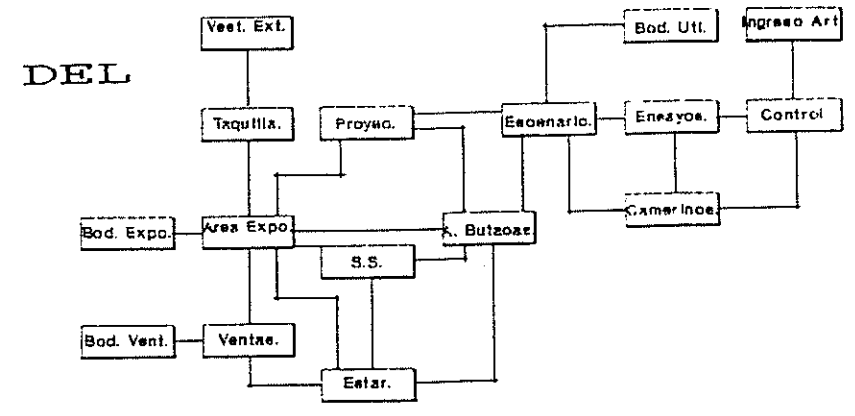 Vest. Ext.
Bod. Utl.
Ingreso Art
DEL
Taquilla.
Proyec.
Escenario.
Ensayos.
Control
Camerinos.
Bod. Expo.
Area Expo.
A. Butacas.
S.S.
Bod. Vent.
Ventas.
Estar.